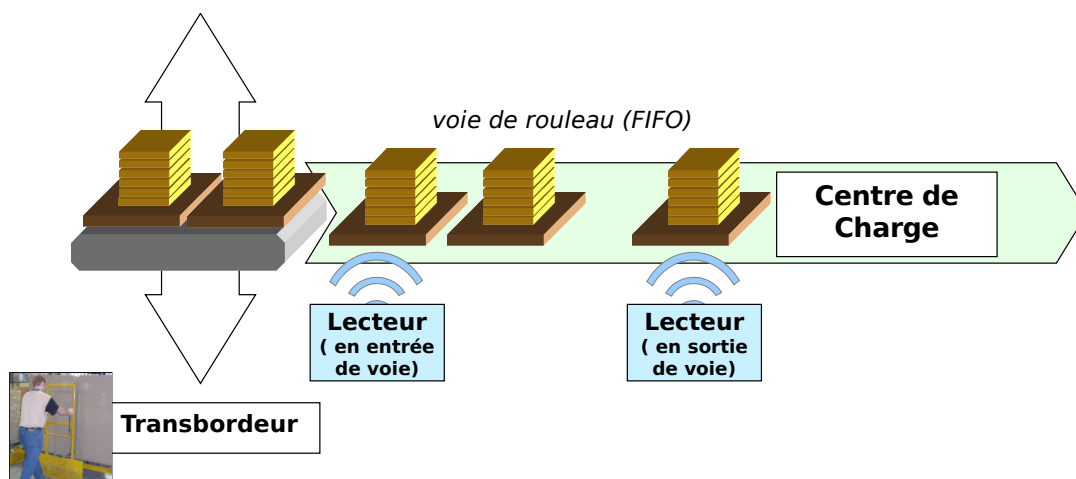 voie de rouleau (FIFO)
Centre de
Charge
Lecteur
( en entrée
de voie)
Lecteur
( en sortie
de voie)
Transbordeur